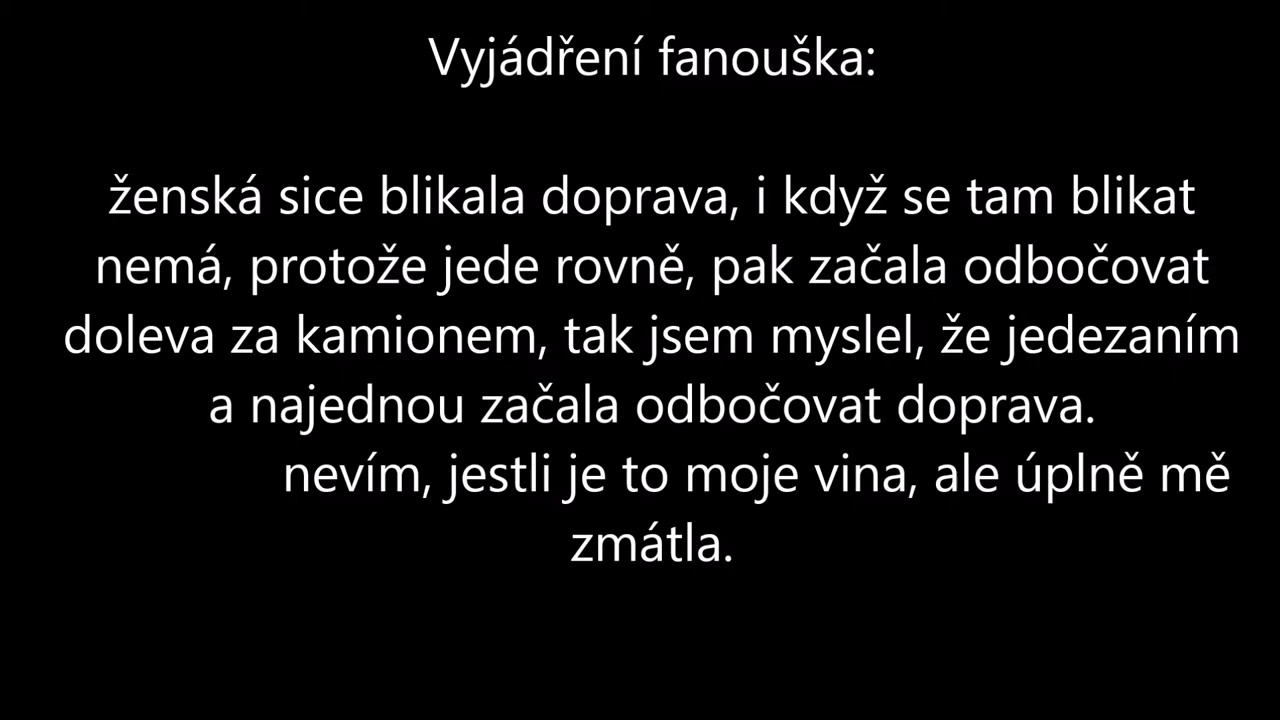 Vyjádření fanouška:
ženská sice blikala doprava, i když se tam blikat
nemá, protože jede rovně, pak začala odbočovat
doleva za kamionem, tak jsem myslel, že jedezaním
a najednou začala odbočovat doprava.
nevím, jestli je to moje vina, ale úplně mě
zmátla.